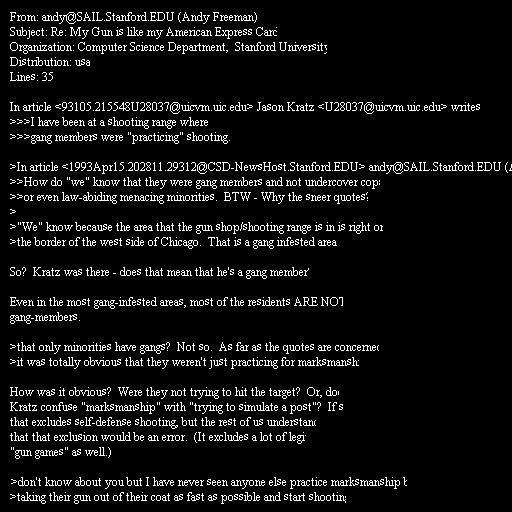 From: andy@SAIL.Stanford.EDU (Andy Freeman)
Subject: Re: My Gun is like my American Express Card
Organization: Computer Science Department,  Stanford University
Distribution: usa
Lines: 35

In article <93105.215548U28037@uicvm.uic.edu> Jason Kratz <U28037@uicvm.uic.edu> writes
>>>I have been at a shooting range where
>>>gang members were "practicing" shooting.

>In article <1993Apr15.202811.29312@CSD-NewsHost.Stanford.EDU> andy@SAIL.Stanford.EDU (A
>>How do "we" know that they were gang members and not undercover cops
>>or even law-abiding menacing minorities.  BTW - Why the sneer quotes?
>
>"We" know because the area that the gun shop/shooting range is in is right or
>the border of the west side of Chicago.  That is a gang infested area

So?  Kratz was there - does that mean that he's a gang member'

Even in the most gang-infested areas, most of the residents ARE NOT
gang-members.

>that only minorities have gangs?  Not so.  As far as the quotes are concerned
>it was totally obvious that they weren't just practicing for marksmansh

How was it obvious?  Were they not trying to hit the target?  Or, do
Kratz confuse "marksmanship" with "trying to simulate a post"?  If s
that excludes self-defense shooting, but the rest of us understand
that that exclusion would be an error.  (It excludes a lot of legi
"gun games" as well.)

>don't know about you but I have never seen anyone else practice marksmanship b
>taking their gun out of their coat as fast as possible and start shooting